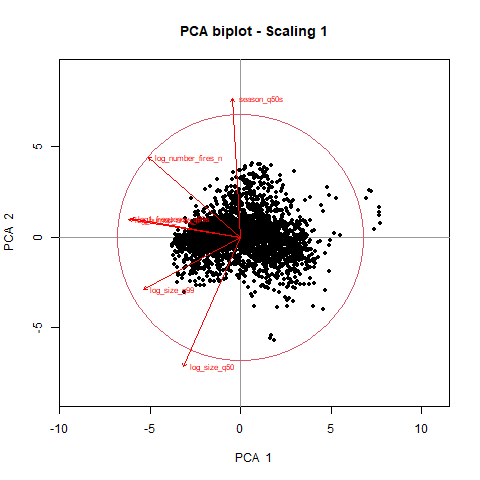 PCA biplot - Scaling 1
season_q50s
log_number_fires_n
log_size_q99
log_size_q50
5
0
-5
-10
-5
0
5
10
PCA 2
PCA 1